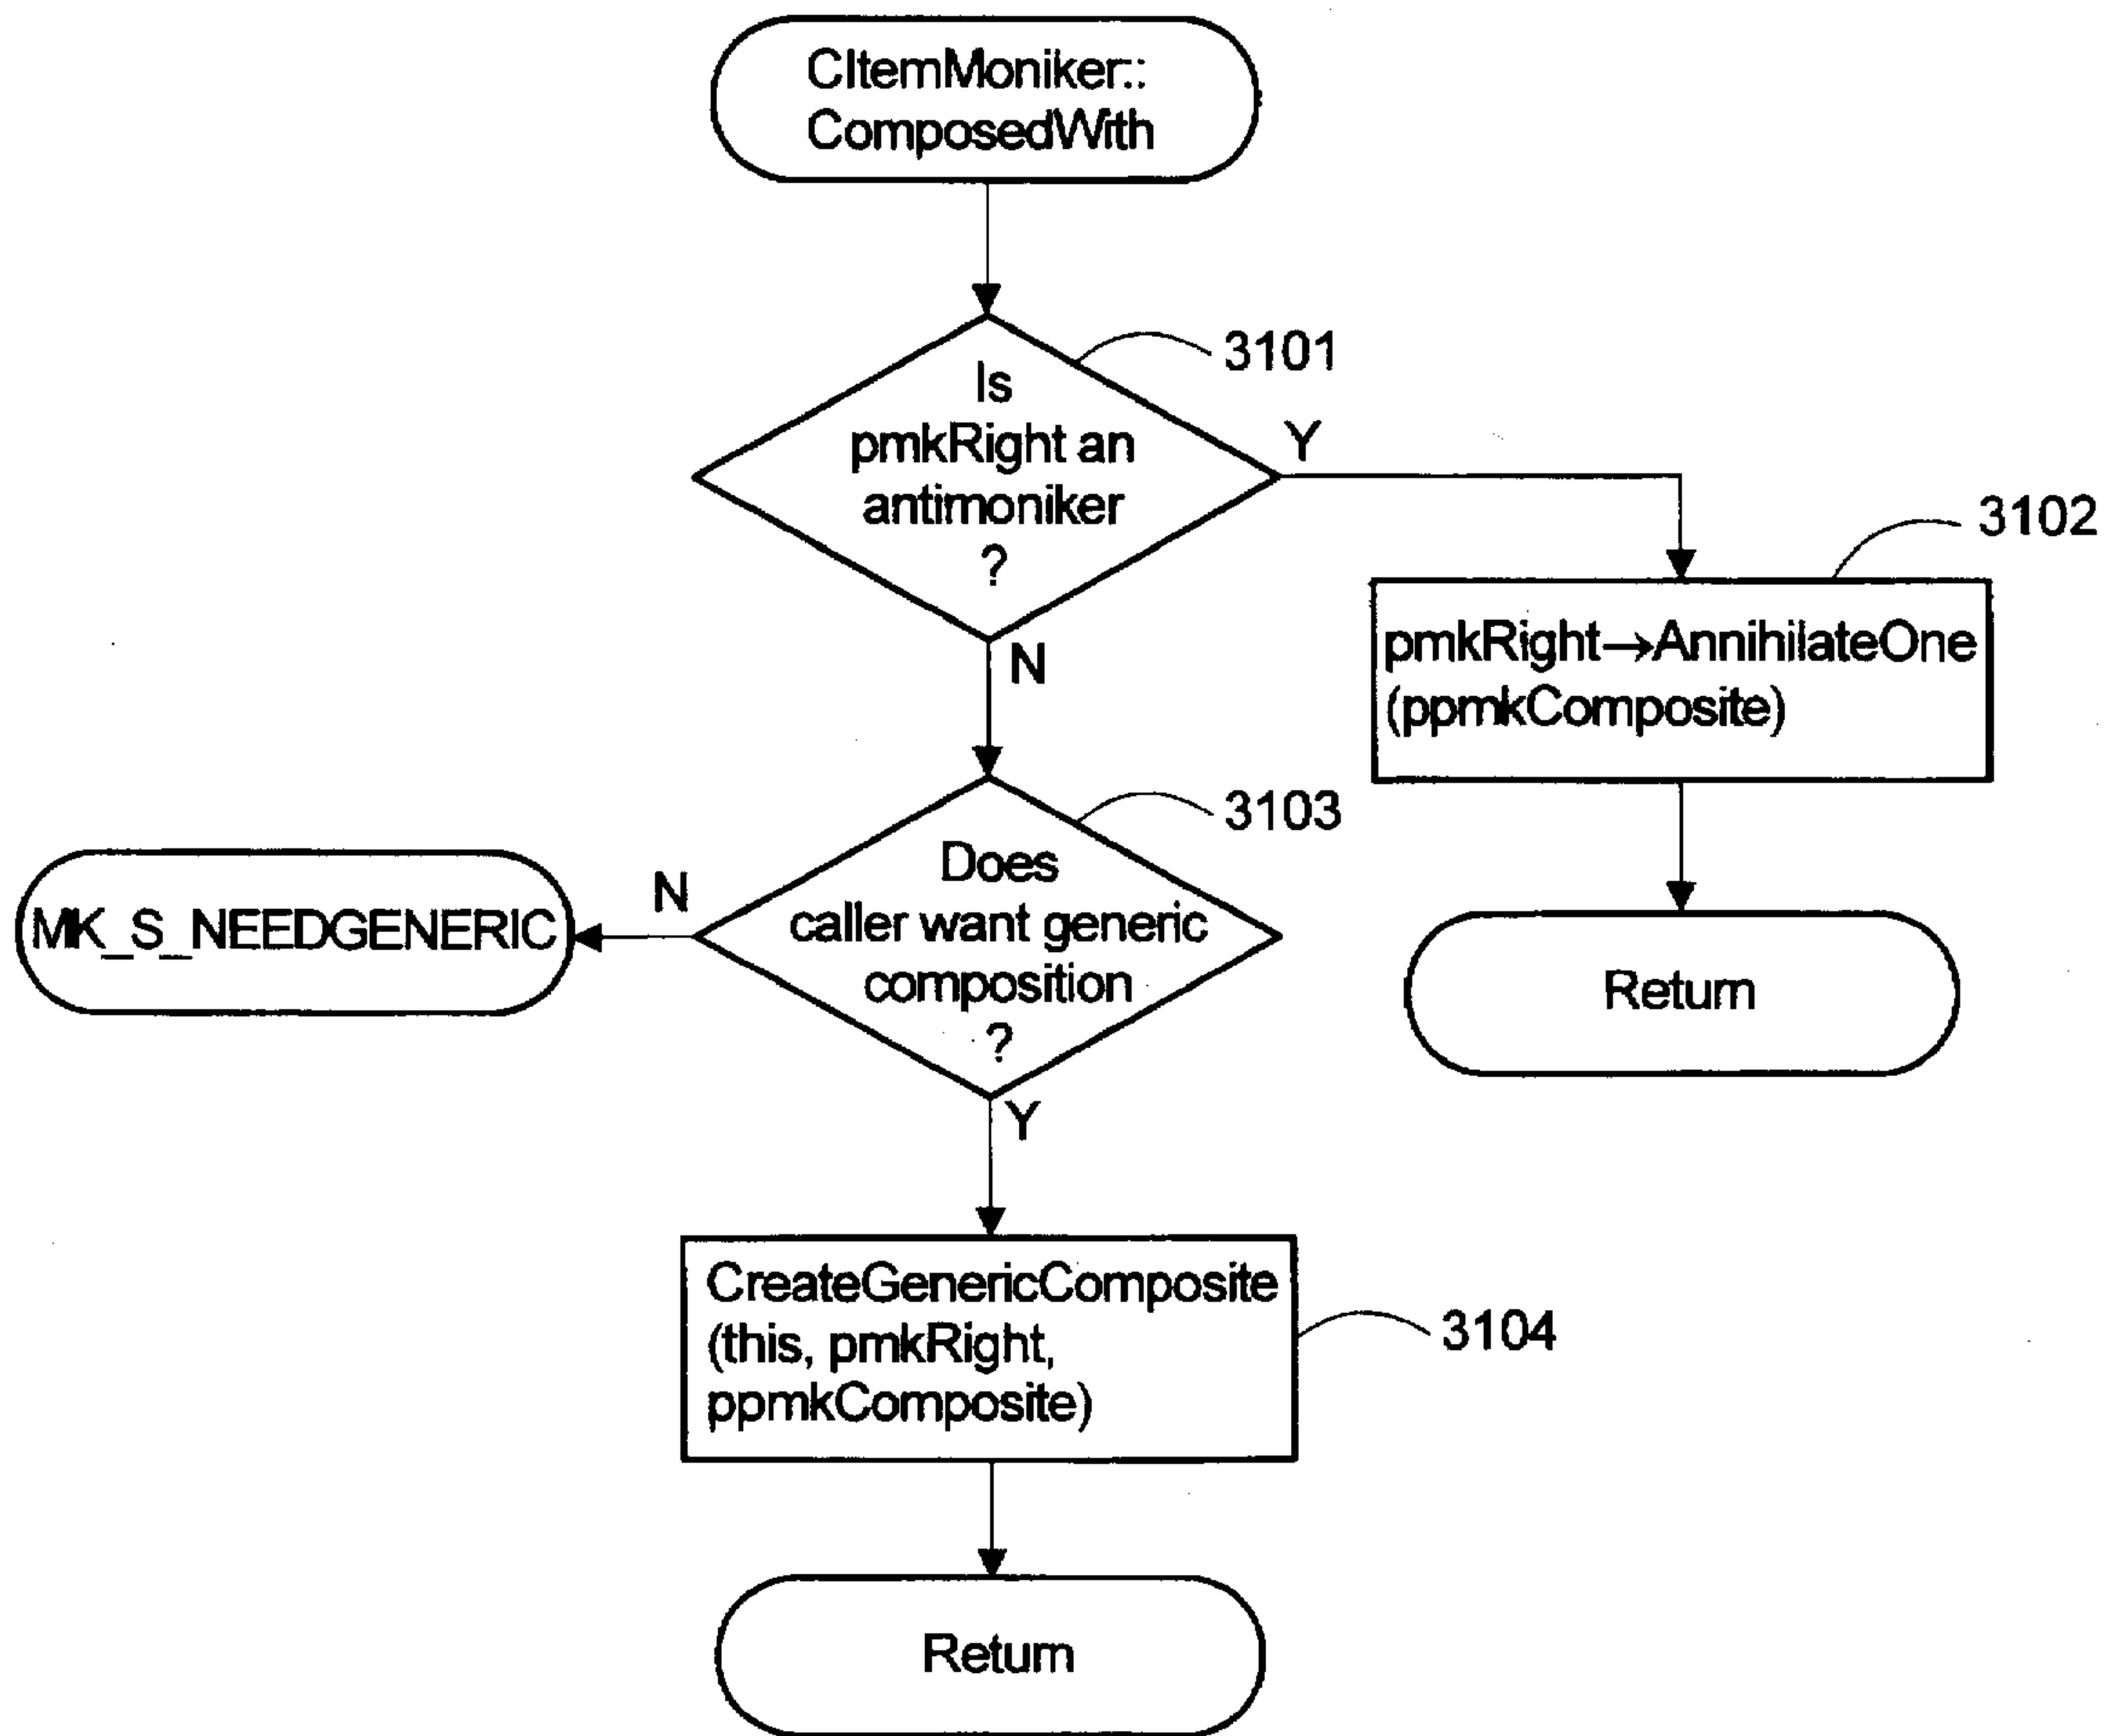 CItemMoniker::
ComposedWith
3101
Is
pmkRight an
antimoniker
?
Y
N
3102
pmkRight→AnnihilateOne
(ppmkComposite)
Return
3103
Does
caller want generic
composition
?
N
MK_S_NEEDGENERIC
Y
CreateGenericComposite
(this, pmkRight,
ppmkComposite)
3104
Return